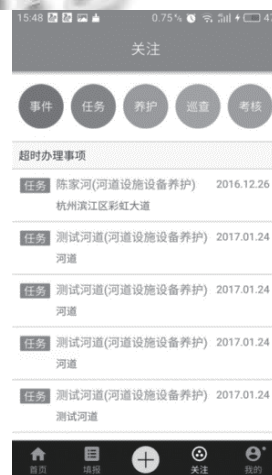 15:48 0.75% 47
关注
事件 任务 养护 巡查 考核
超时办理事项
任务 陈家河(河道设施设备养护) 2016.12.26
杭州滨江区彩虹大道
任务 测试河道(河道设施设备养护) 2017.01.24
河道
任务 测试河道(河道设施设备养护) 2017.01.24
河道
任务 测试河道(河道设施设备养护) 2017.01.24
河道
任务 测试河道(河道设施设备养护) 2017.01.24
测试河道
首页 填报 关注 我的